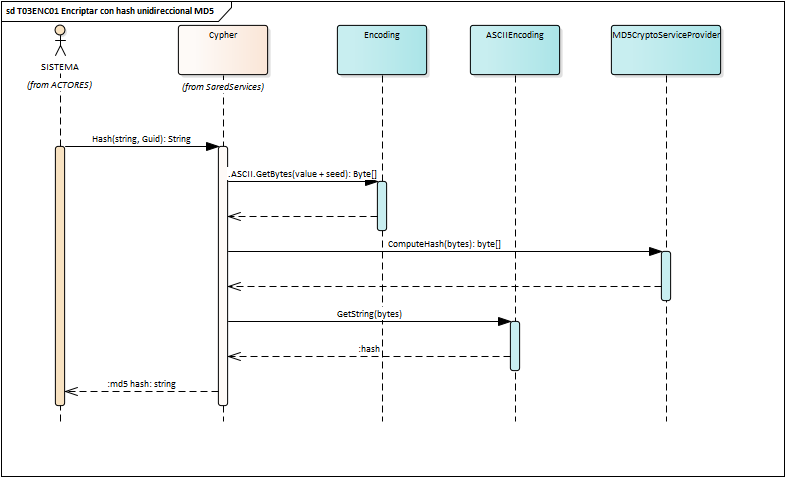 sd T03ENC01 Encriptar con hash unidireccional MD5
SISTEMA
(from ACTORES)
Cypher
(from SaredServices)
Encoding
ASCIIEncoding
MD5CryptoServiceProvider
Hash(string, Guid): String
.ASCII.GetBytes(value + seed): Byte[]
ComputeHash(bytes): byte[]
GetString(bytes)
:hash
:md5 hash: string